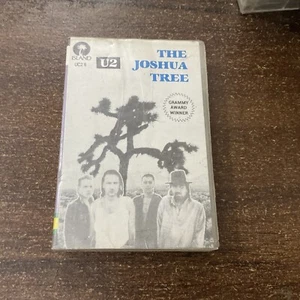 ISLAND
U2
THE
JOSHUA
TREE
GRAMMY
AWARD
WINNER